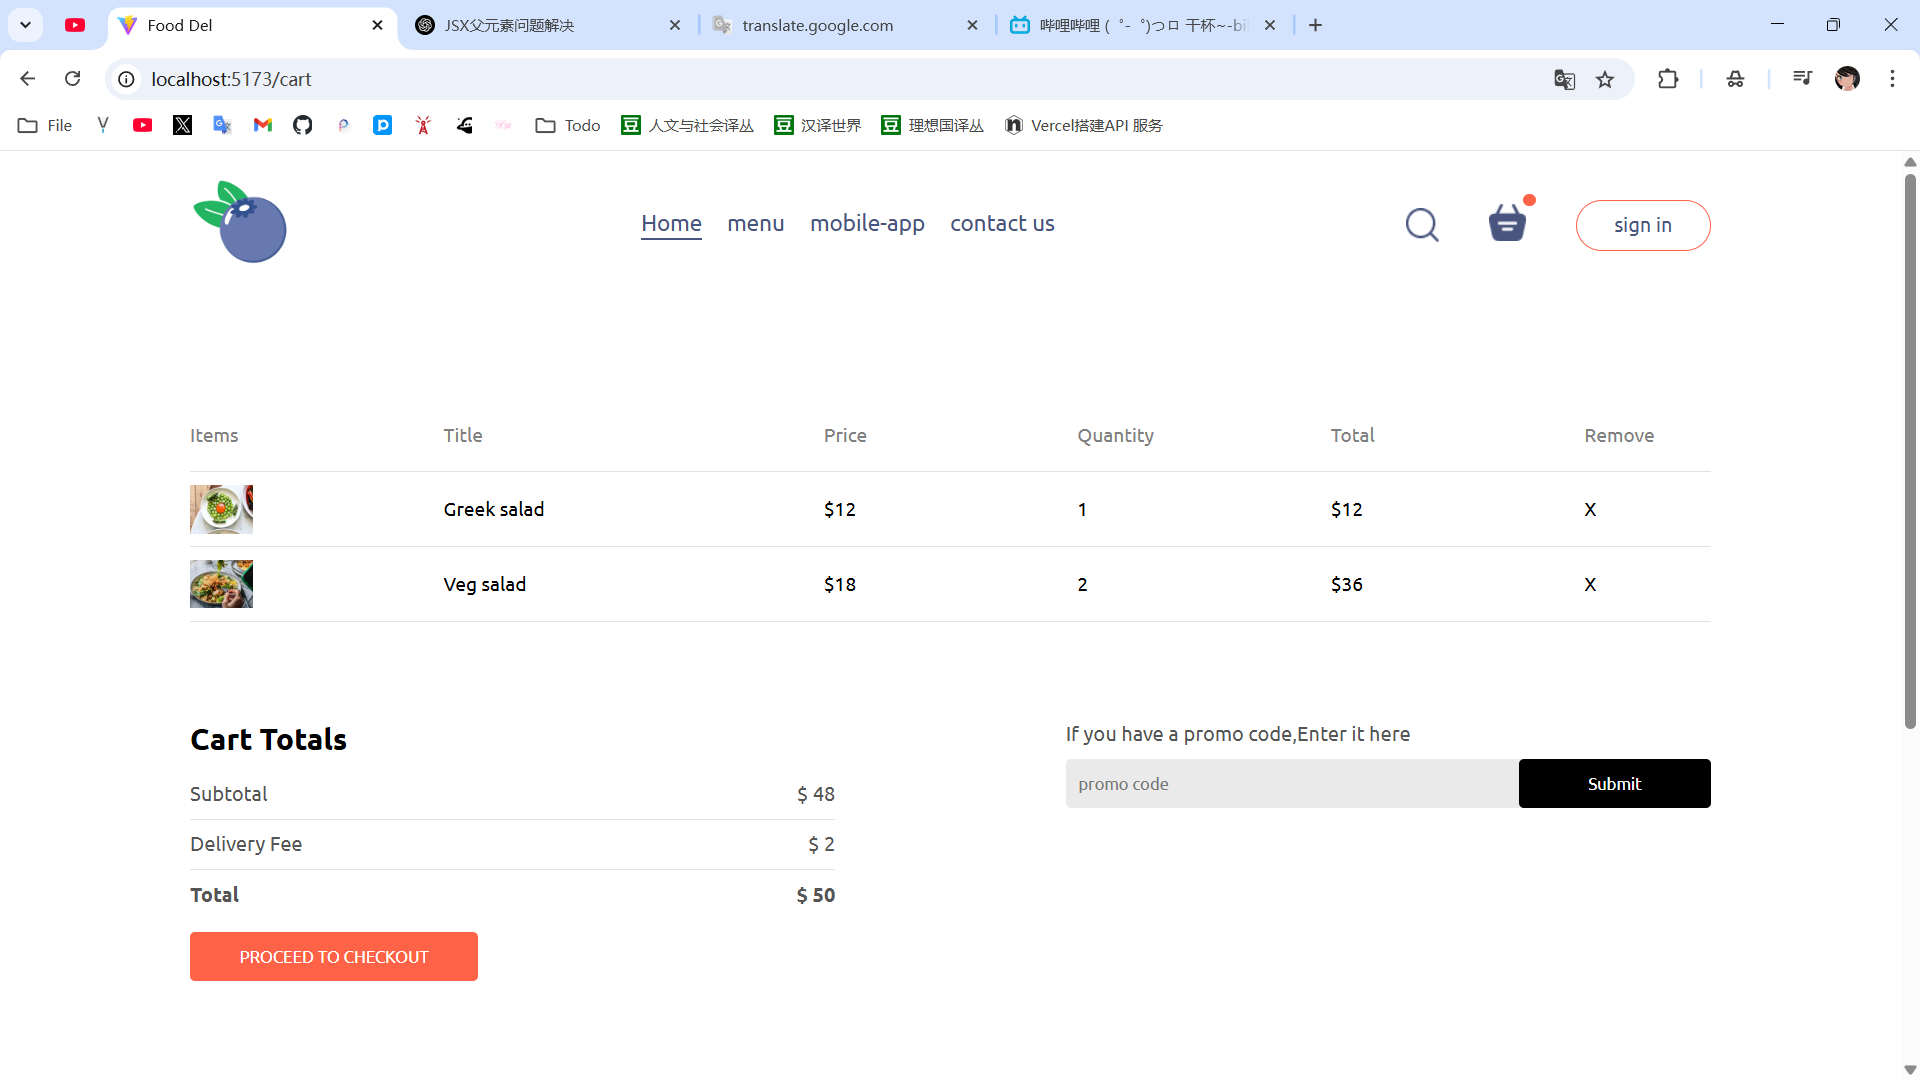 Food Del
JSX父元素问题解决
translate.google.com
哔哩哔哩 (゜-゜)つロ 干杯~-bi
localhost:5173/cart
File
Todo
人文与社会译丛
汉译世界
理想国译丛
Vercel搭建API 服务
Home
menu
mobile-app
contact us
sign in
Items Title Price Quantity Total Remove
Greek salad $12 1 $12 X
Veg salad $18 2 $36 X
Cart Totals
Subtotal $ 48
Delivery Fee $ 2
Total $ 50
PROCEED TO CHECKOUT
If you have a promo code,Enter it here
promo code
Submit